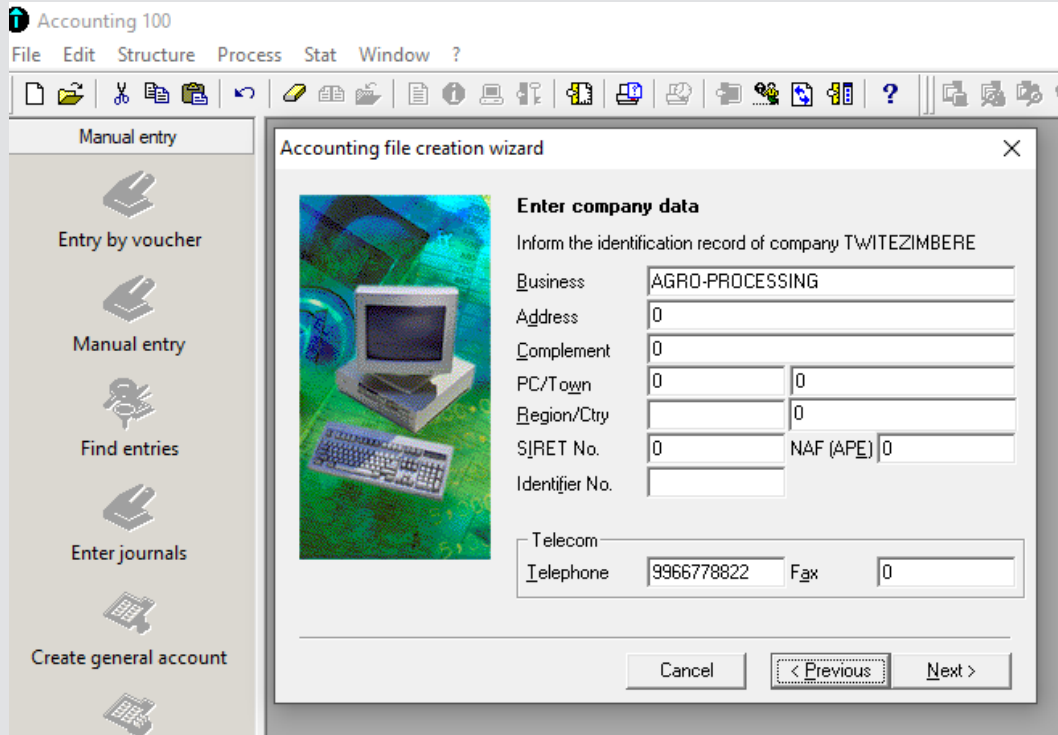 Accounting 100
File Edit Structure Process Stat Window ?
Manual entry
Entry by voucher
Manual entry
Find entries
Enter journals
Create general account
Accounting file creation wizard
Enter company data
Inform the identification record of company TWITEZIMBERE
Business AGRO-PROCESSING
Address 0
Complement 0
PC/Town 0 0
Region/Ctry 0
SIRET No. 0 NAF (APE) 0
Identifier No.
Telecom
Telephone 9966778822 Fax 0
Cancel < Previous Next >